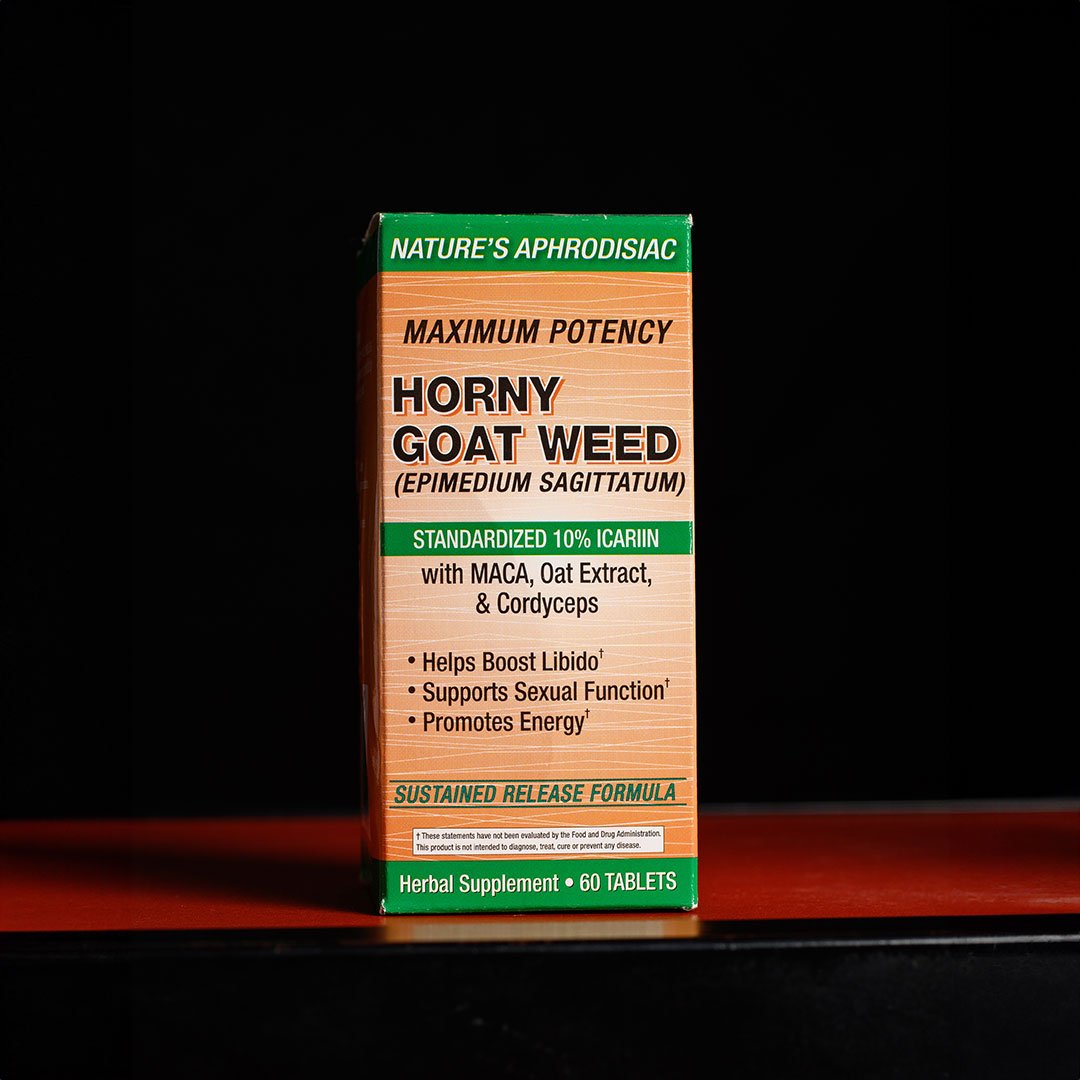 NATURE'S APHRODISIAC
MAXIMUM POTENCY
HORNY
GOAT WEED
(EPIMEDIUM SAGITTATUM)
STANDARDIZED 10% ICARIIN
with MACA, Oat Extract,
& Cordyceps
• Helps Boost Libido†
• Supports Sexual Function†
• Promotes Energy†
SUSTAINED RELEASE FORMULA
† These statements have not been evaluated by the Food and Drug Administration.
This product is not intended to diagnose, treat, cure or prevent any disease.
Herbal Supplement • 60 TABLETS